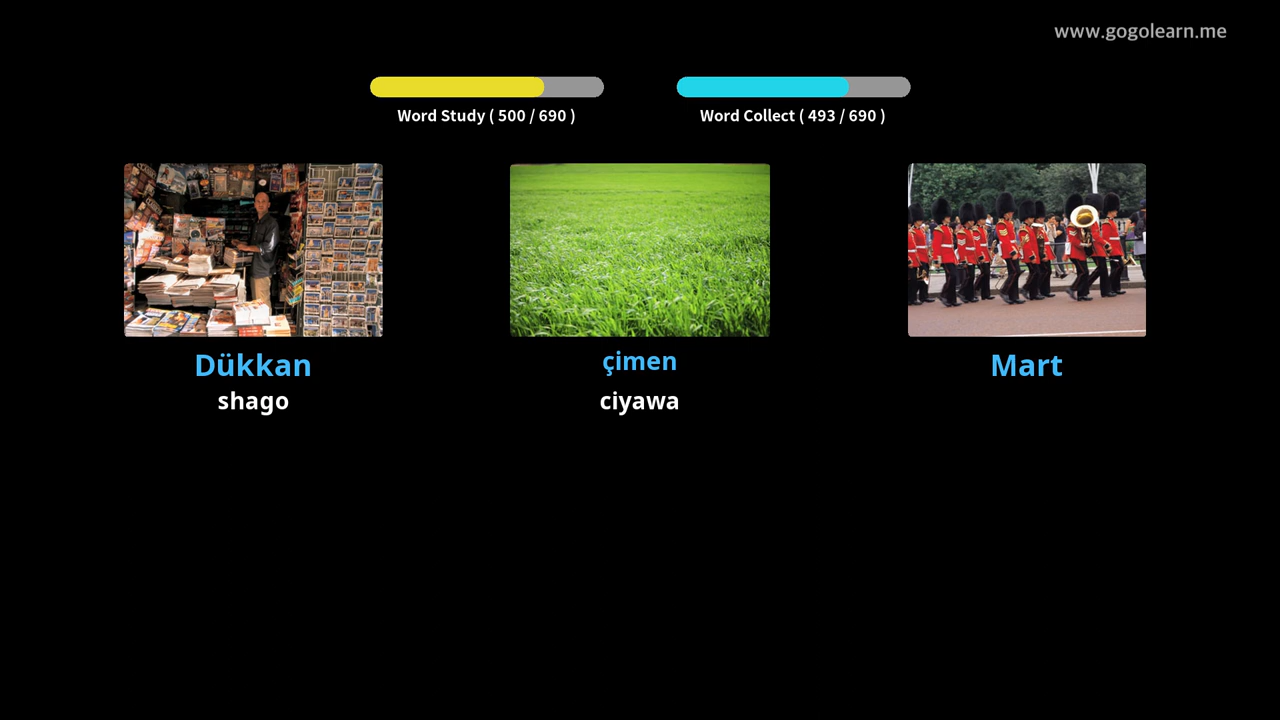 www.gogolearn.me
Word Study ( 500 / 690 )
Word Collect ( 493 / 690 )
Dükkan
çimen
Mart
shago
ciyawa